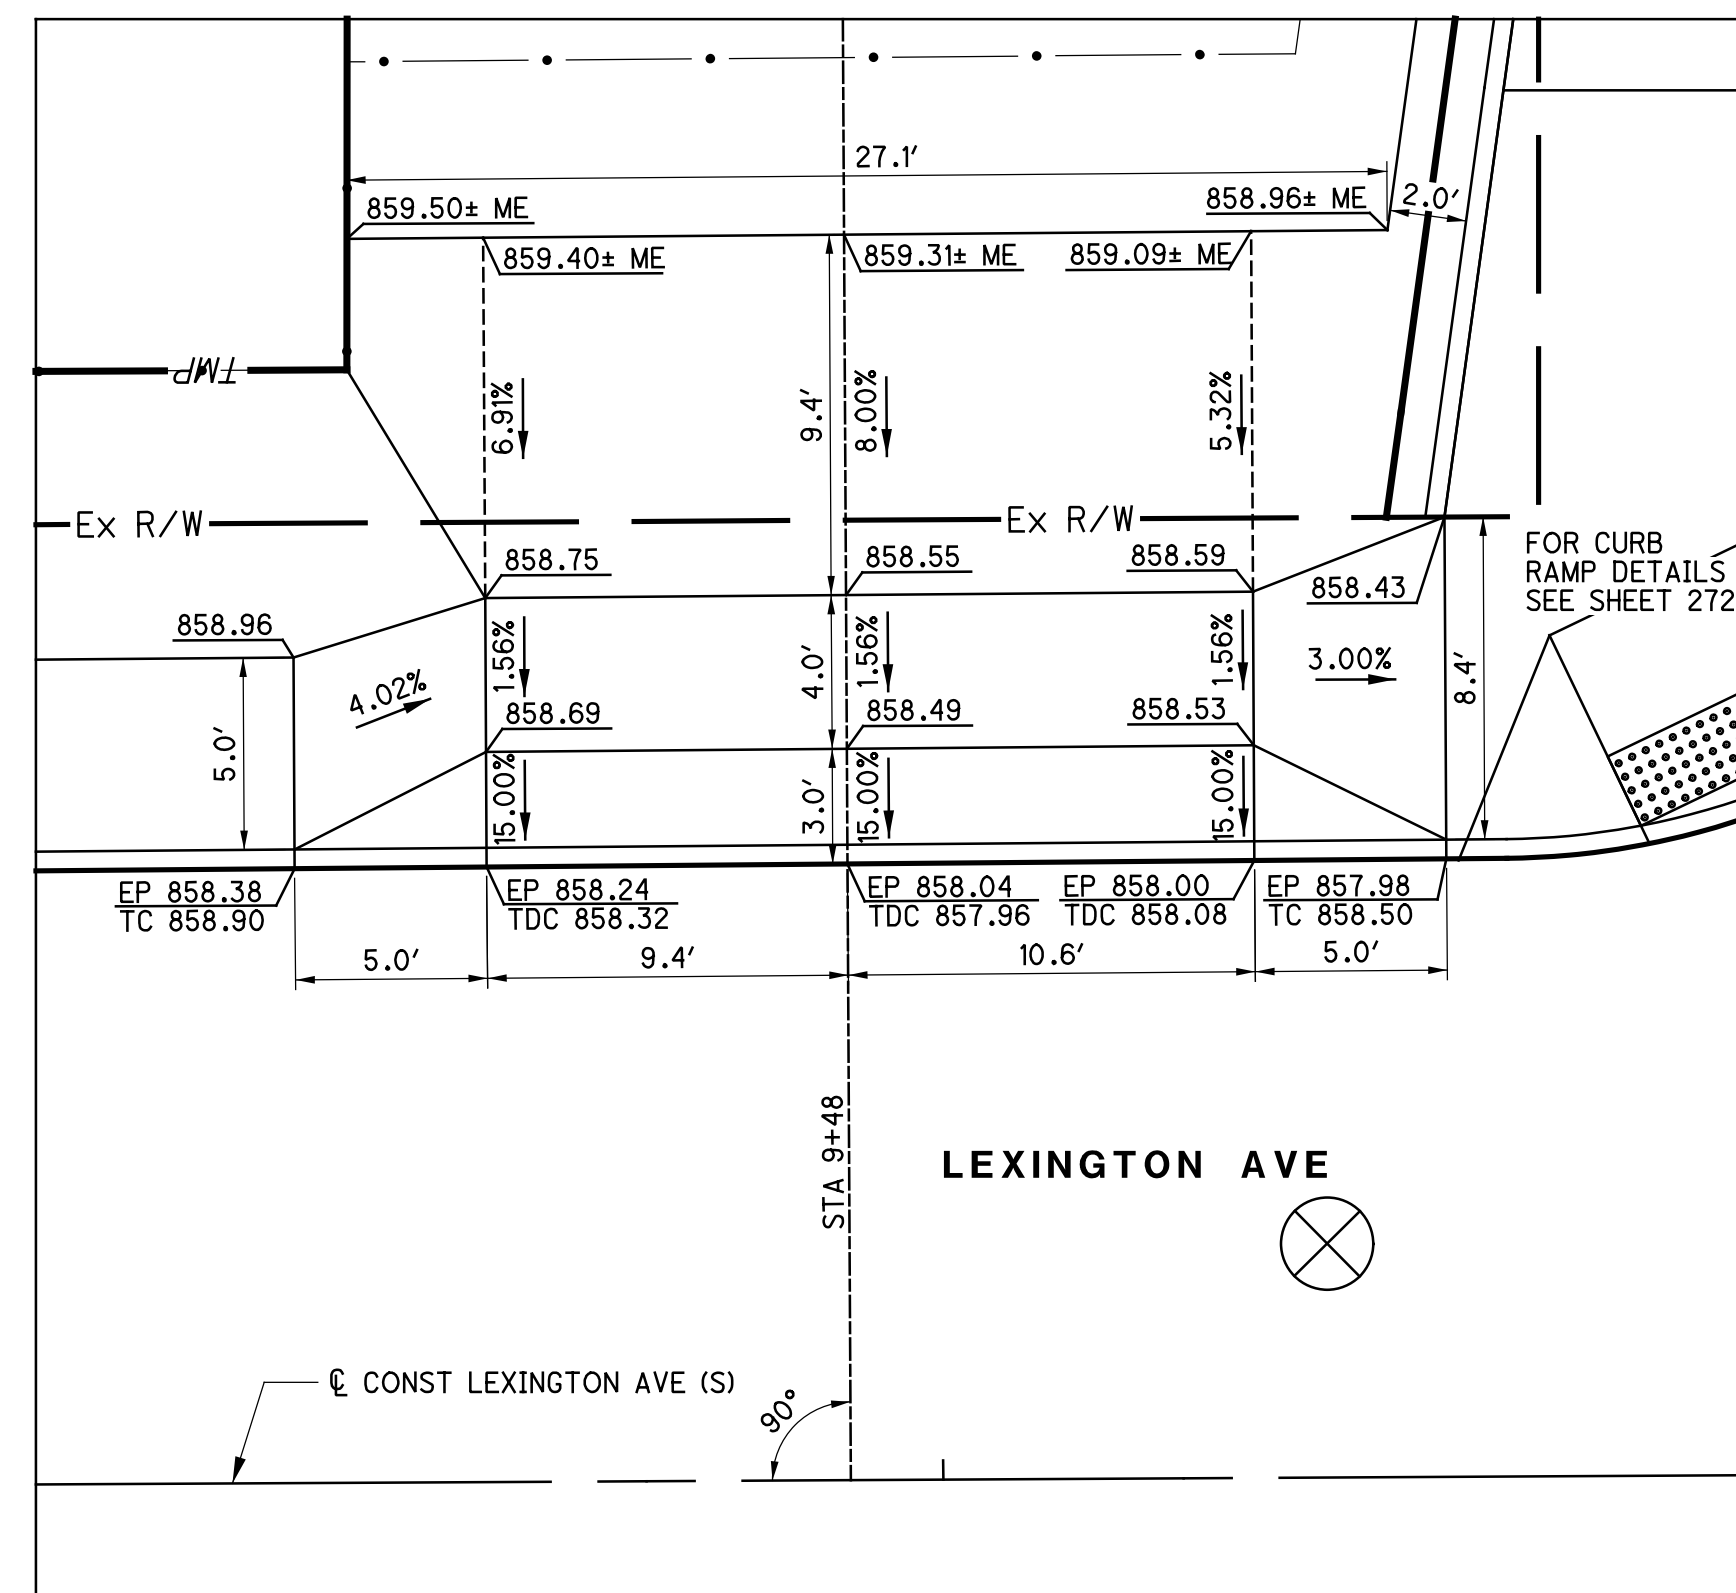 27.1′
859.50± ME
858.96± ME
2.0′
859.40± ME
859.31± ME
859.09± ME
TMP
6.91%
9.4′
8.00%
5.32%
Ex R/W
Ex R/W
FOR CURB
RAMP DETAILS
SEE SHEET 272
858.75
858.55
858.59
858.43
858.96
1.56%
4.0′
1.56%
1.56%
3.00%
8.4′
4.02%
5.0′
858.69
858.49
858.53
15.00%
3.0′
15.00%
15.00%
EP 858.38
TC 858.90
EP 858.24
TDC 858.32
EP 858.04
TDC 857.96
EP 858.00
TDC 858.08
EP 857.98
TC 858.50
5.0′
9.4′
10.6′
5.0′
STA 9+48
LEXINGTON AVE
℄ CONST LEXINGTON AVE (S)
90°